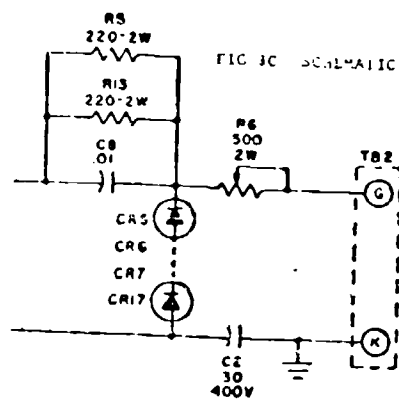 R5
220-2W
FIG 3C SCHEMATIC
R13
220-2W
C8
.01
R6
500
2W
TB2
G
CR5
CR6
CR7
CR17
K
C2
30
400V